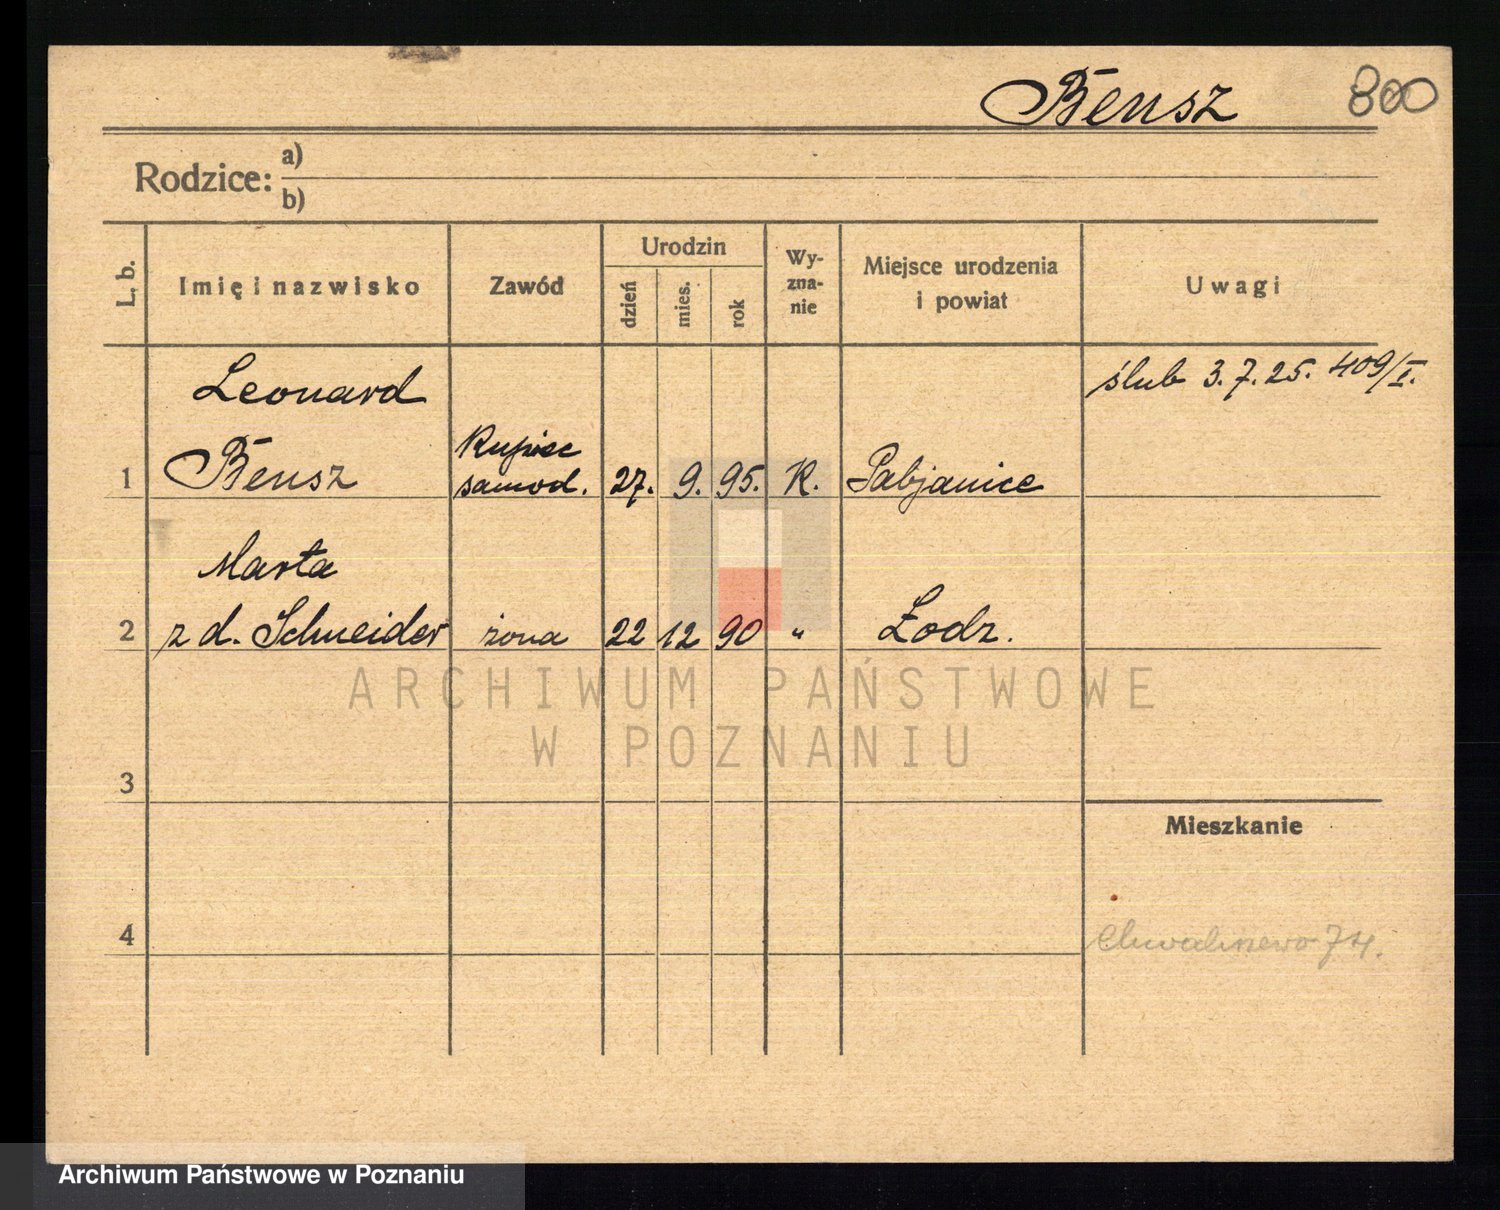 Bensz 800
Rodzice: a)
b)
L. b. Imię i nazwisko Zawód Urodzin dzień mies. rok Wy-zna-nie Miejsce urodzenia i powiat Uwagi
Leonard ślub 3.7.25. 409/I.
1 Bensz Kupiec samod. 27. 9. 95. K. Pabjanice
Marta
2 z d. Schneider żona 22 12 90 " Łodz.
ARCHIWUM PAŃSTWOWE
W POZNANIU
3
Mieszkanie
4 Chwaliszewo 74.
Archiwum Państwowe w Poznaniu